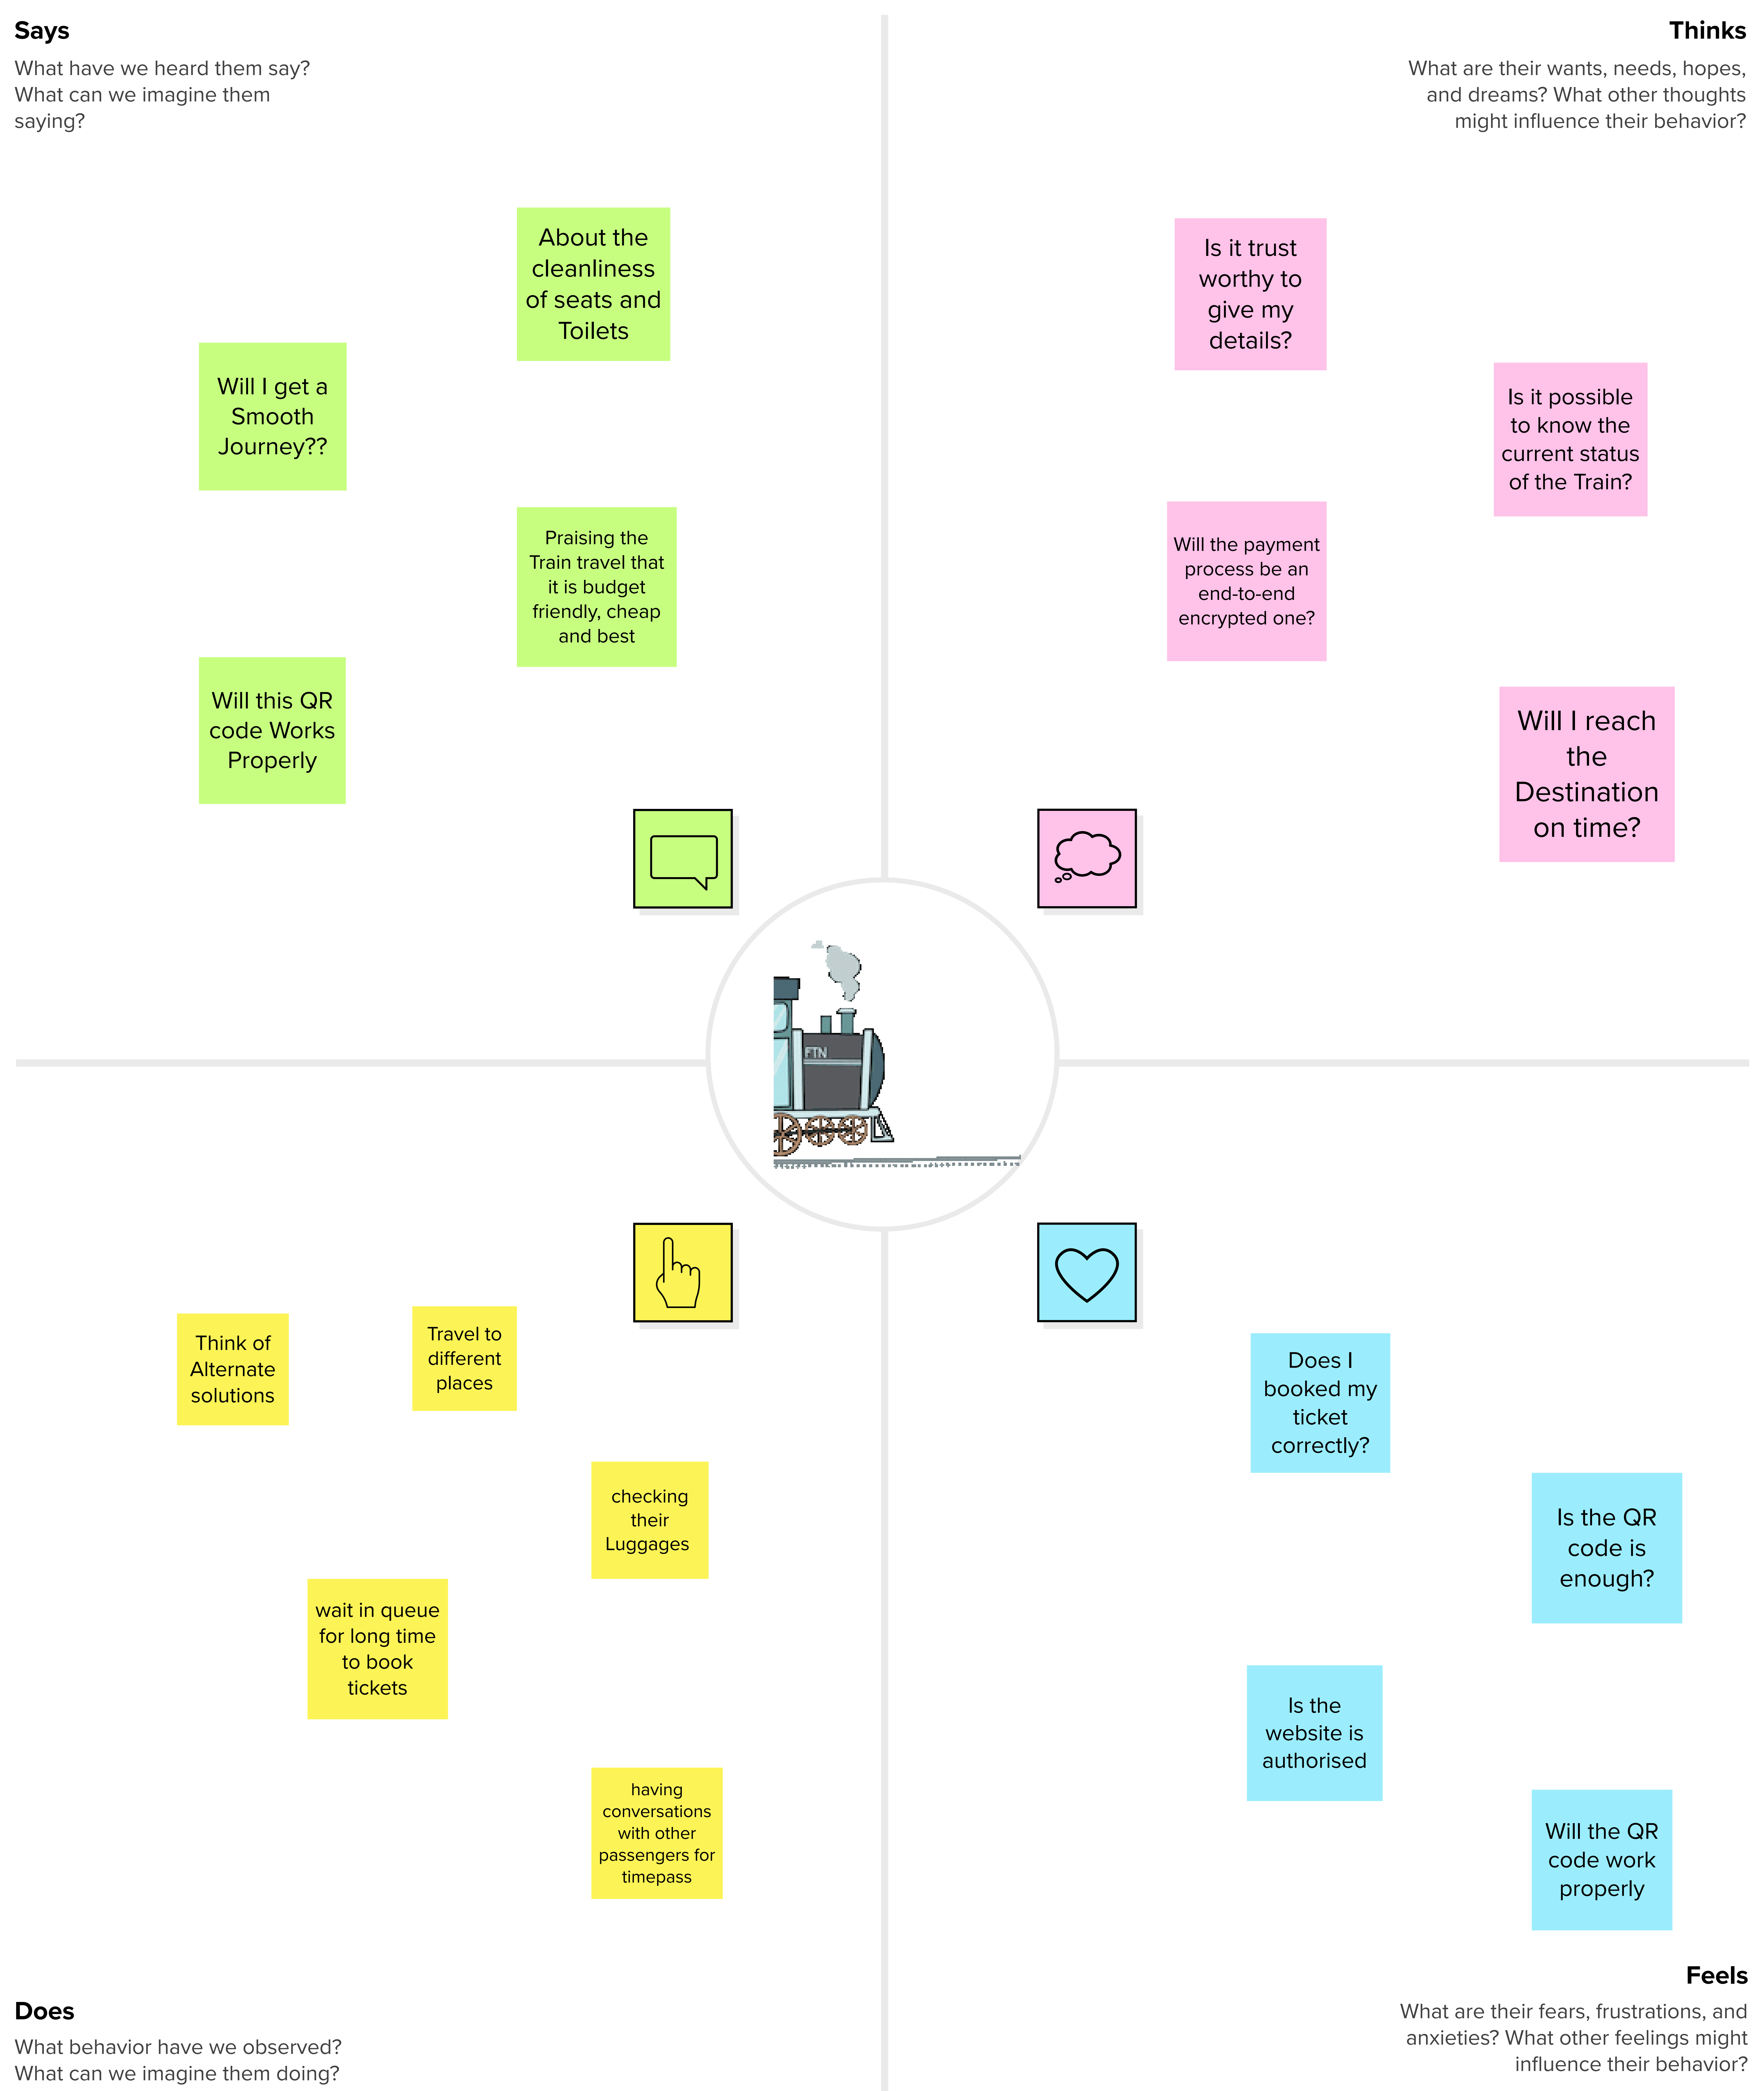 Says
What have we heard them say?
What can we imagine them
saying?
About the
cleanliness
of seats and
Toilets
Will I get a
Smooth
Journey??
Praising the
Train travel that
it is budget
friendly, cheap
and best
Will this QR
code Works
Properly
Thinks
What are their wants, needs, hopes,
and dreams? What other thoughts
might influence their behavior?
Is it trust
worthy to
give my
details?
Is it possible
to know the
current status
of the Train?
Will the payment
process be an
end-to-end
encrypted one?
Will I reach
the
Destination
on time?
FTN
Think of
Alternate
solutions
Travel to
different
places
checking
their
Luggages
wait in queue
for long time
to book
tickets
having
conversations
with other
passengers for
timepass
Does
What behavior have we observed?
What can we imagine them doing?
Does I
booked my
ticket
correctly?
Is the QR
code is
enough?
Is the
website is
authorised
Will the QR
code work
properly
Feels
What are their fears, frustrations, and
anxieties? What other feelings might
influence their behavior?